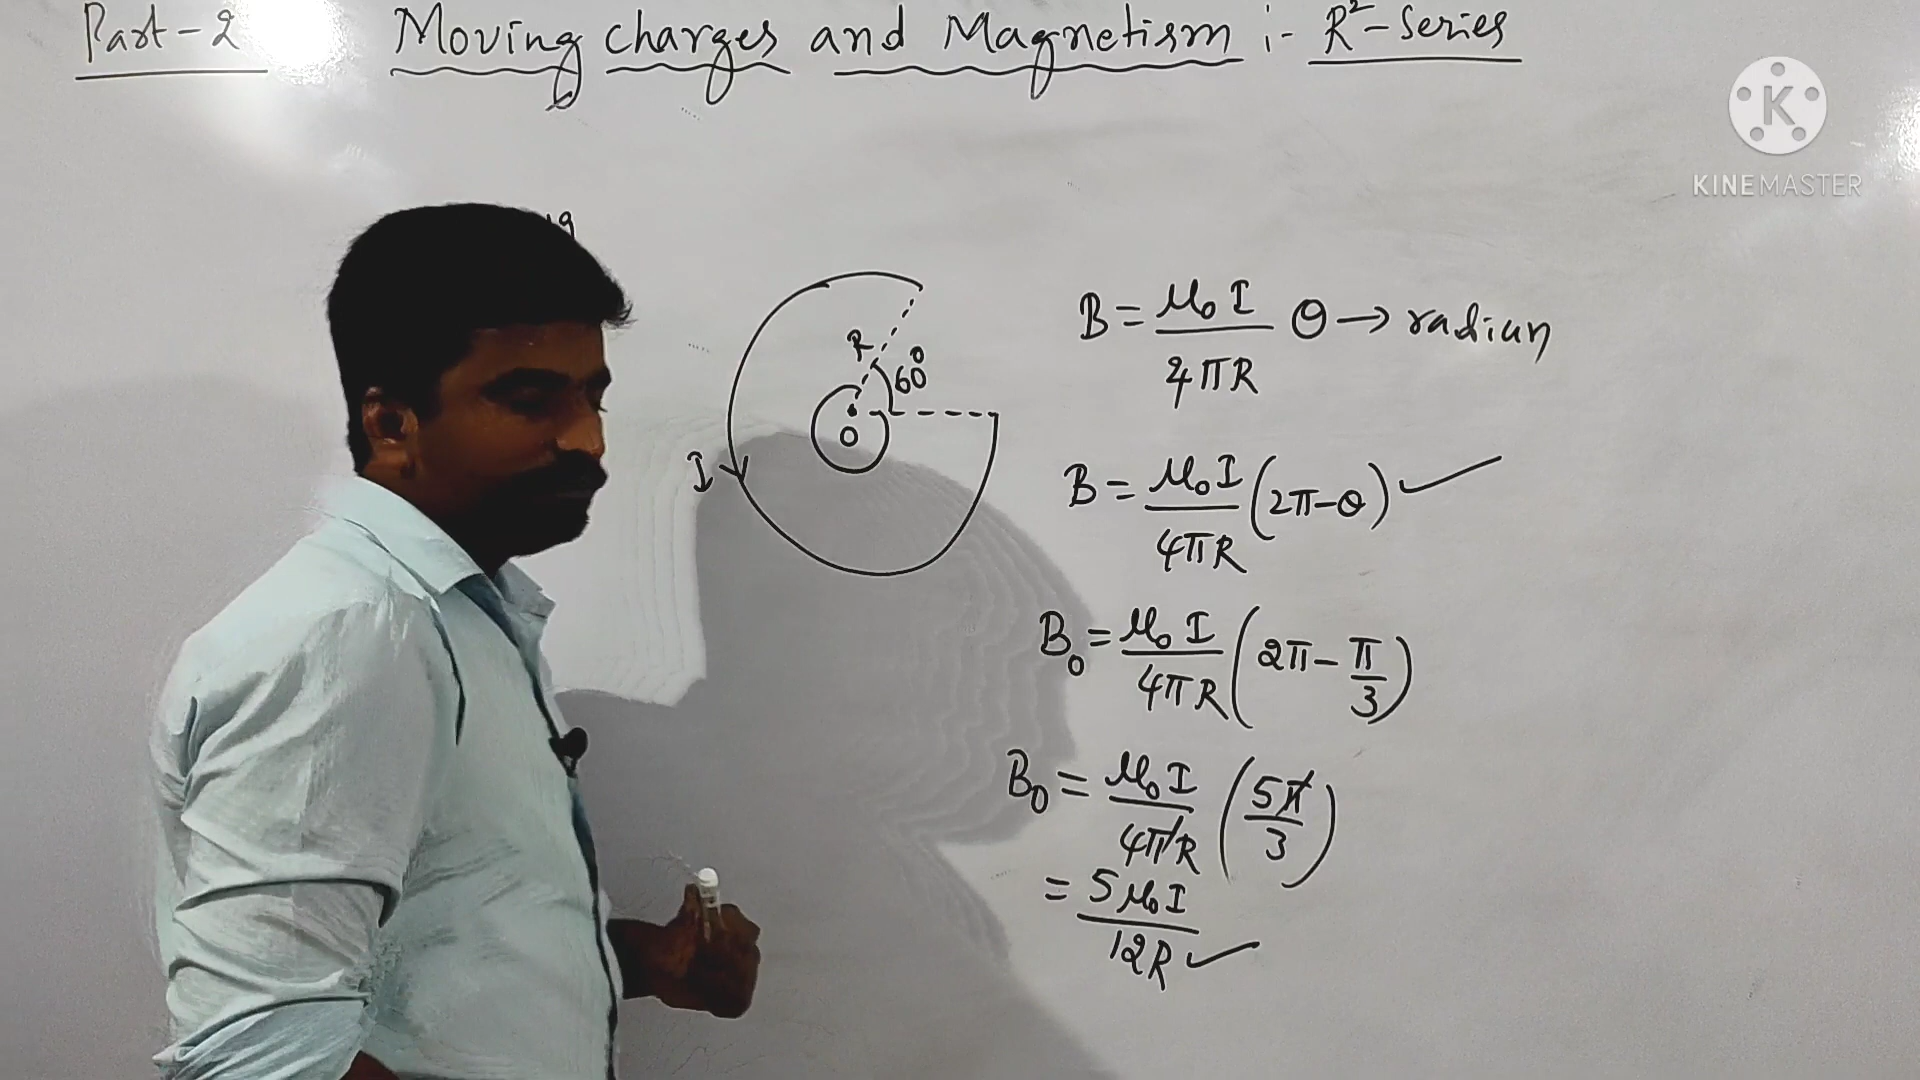 Part-2 Moving charges and Magnetism :- R²-Series
KINEMASTER
R
60°
O
I
B = μ₀I/4πR θ → radian
B = μ₀I/4πR (2π-θ) ✓
B₀ = μ₀I/4πR (2π - π/3)
B₀ = μ₀I/4πR (5π/3)
= 5μ₀I/12R ✓